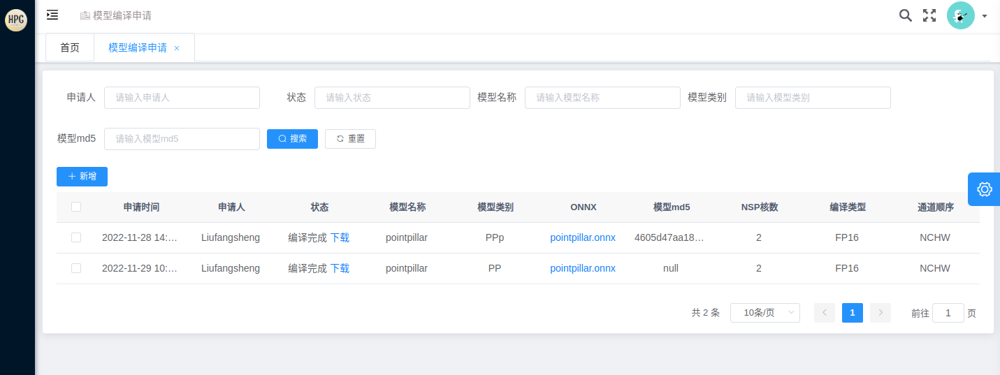 HPC
模型编译申请
首页 模型编译申请 ×
申请人 请输入申请人 状态 请输入状态 模型名称 请输入模型名称 模型类别 请输入模型类别
模型md5 请输入模型md5 搜索 重置
新增
申请时间 申请人 状态 模型名称 模型类别 ONNX 模型md5 NSP核数 编译类型 通道顺序
2022-11-28 14:... Liufangsheng 编译完成 下载 pointpillar PPp pointpillar.onnx 4605d47aa18... 2 FP16 NCHW
2022-11-29 10:... Liufangsheng 编译完成 下载 pointpillar PP pointpillar.onnx null 2 FP16 NCHW
共 2 条 10条/页 1 前往 1 页